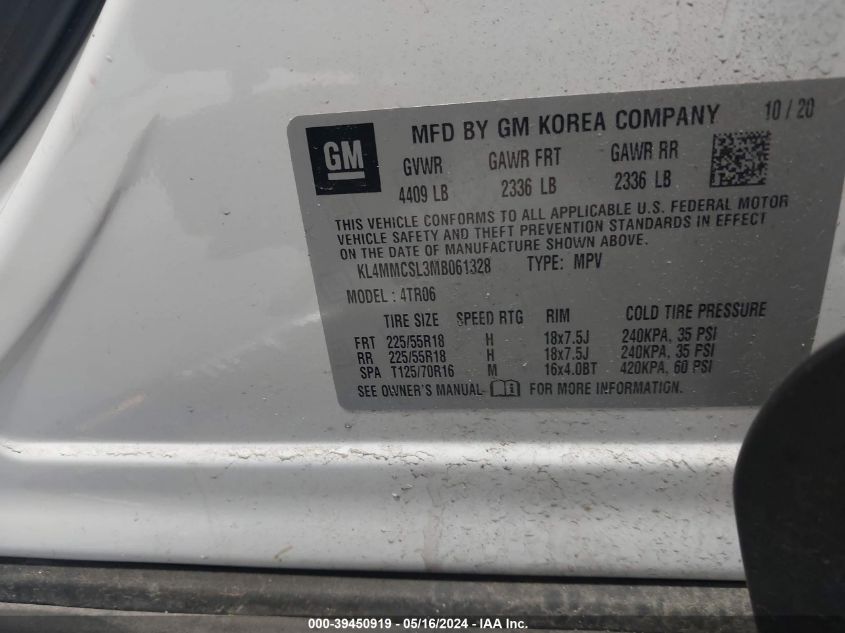 GM
MFD BY GM KOREA COMPANY 10 / 20
GVWR GAWR FRT GAWR RR
4409 LB 2336 LB 2336 LB
THIS VEHICLE CONFORMS TO ALL APPLICABLE U.S. FEDERAL MOTOR
VEHICLE SAFETY AND THEFT PREVENTION STANDARDS IN EFFECT
ON THE DATE OF MANUFACTURE SHOWN ABOVE.
KL4MMCSL3MB061328 TYPE: MPV
MODEL : 4TR06
TIRE SIZE SPEED RTG RIM COLD TIRE PRESSURE
FRT 225/55R18 H 18x7.5J 240KPA, 35 PSI
RR 225/55R18 H 18x7.5J 240KPA, 35 PSI
SPA T125/70R16 M 16x4.0BT 420KPA, 60 PSI
SEE OWNER'S MANUAL FOR MORE INFORMATION.
000-39450919 - 05/16/2024 - IAA Inc.